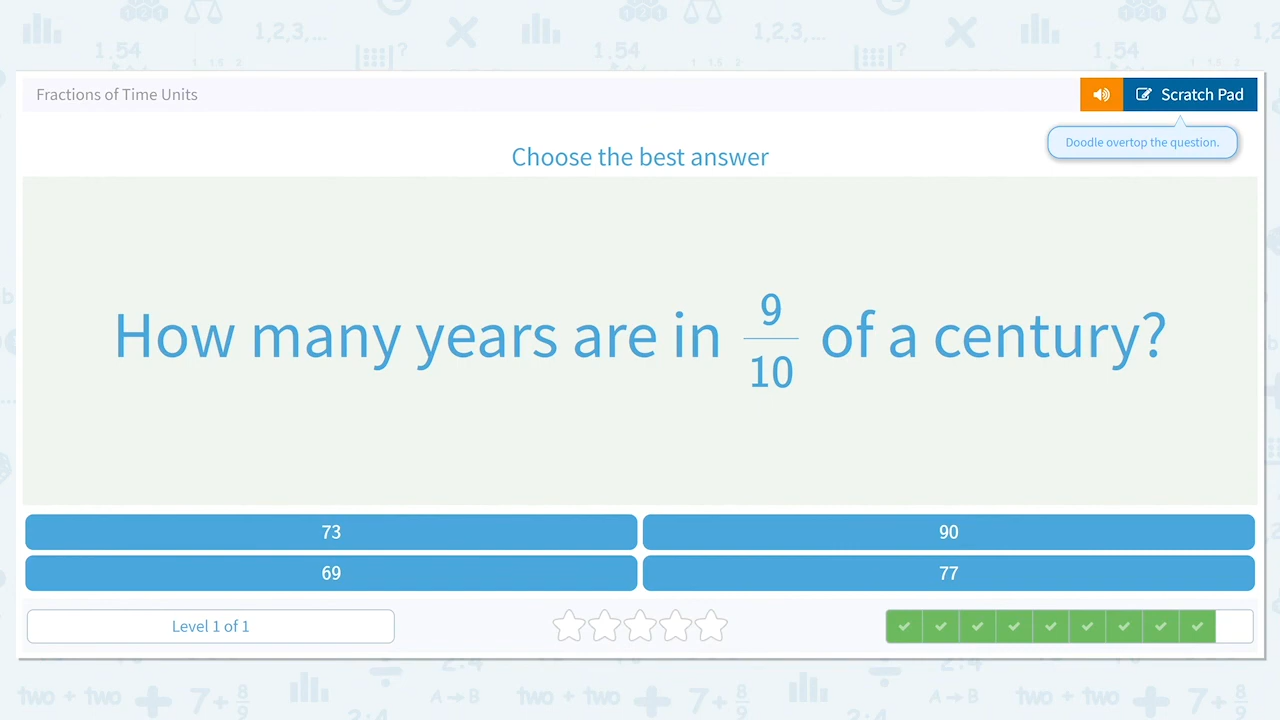 Fractions of Time Units
Scratch Pad
Doodle overtop the question.
Choose the best answer
How many years are in 9/10 of a century?
73
90
69
77
Level 1 of 1